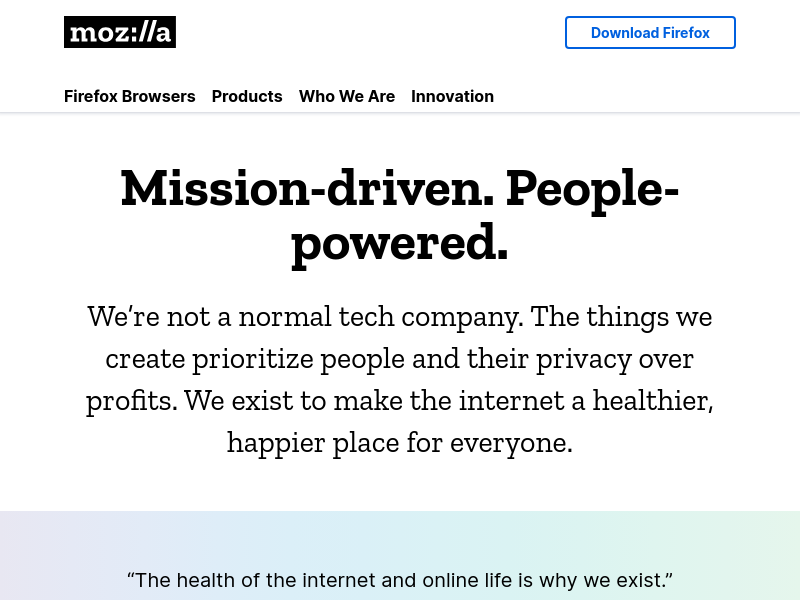 moz://a
Download Firefox
Firefox Browsers Products Who We Are Innovation
Mission-driven. People-
powered.
We’re not a normal tech company. The things we
create prioritize people and their privacy over
profits. We exist to make the internet a healthier,
happier place for everyone.
“The health of the internet and online life is why we exist.”